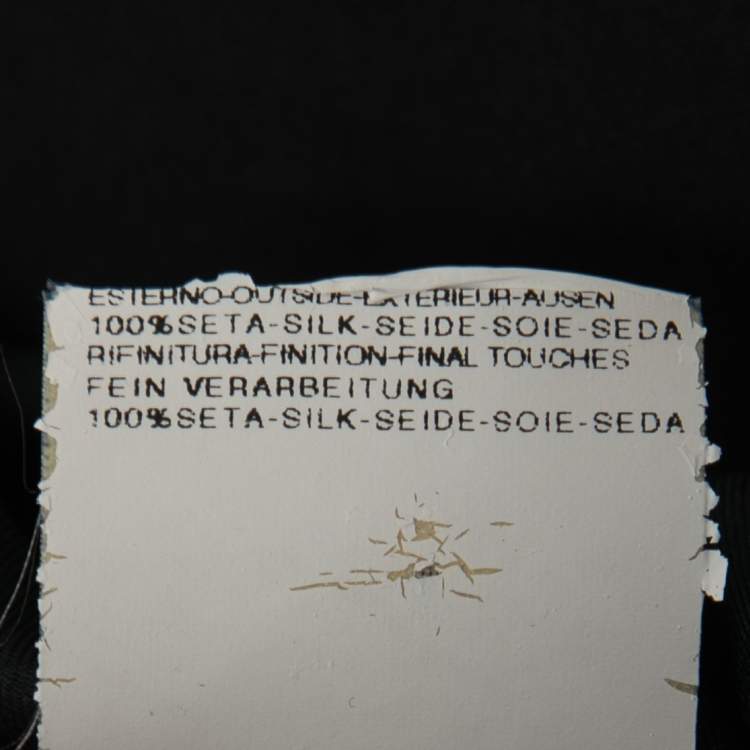 ESTERNO-OUTSIDE-EXTERIEUR-AUSEN
100%SETA-SILK-SEIDE-SOIE-SEDA
RIFINITURA-FINITION-FINAL TOUCHES
FEIN VERARBEITUNG
100%SETA-SILK-SEIDE-SOIE-SEDA